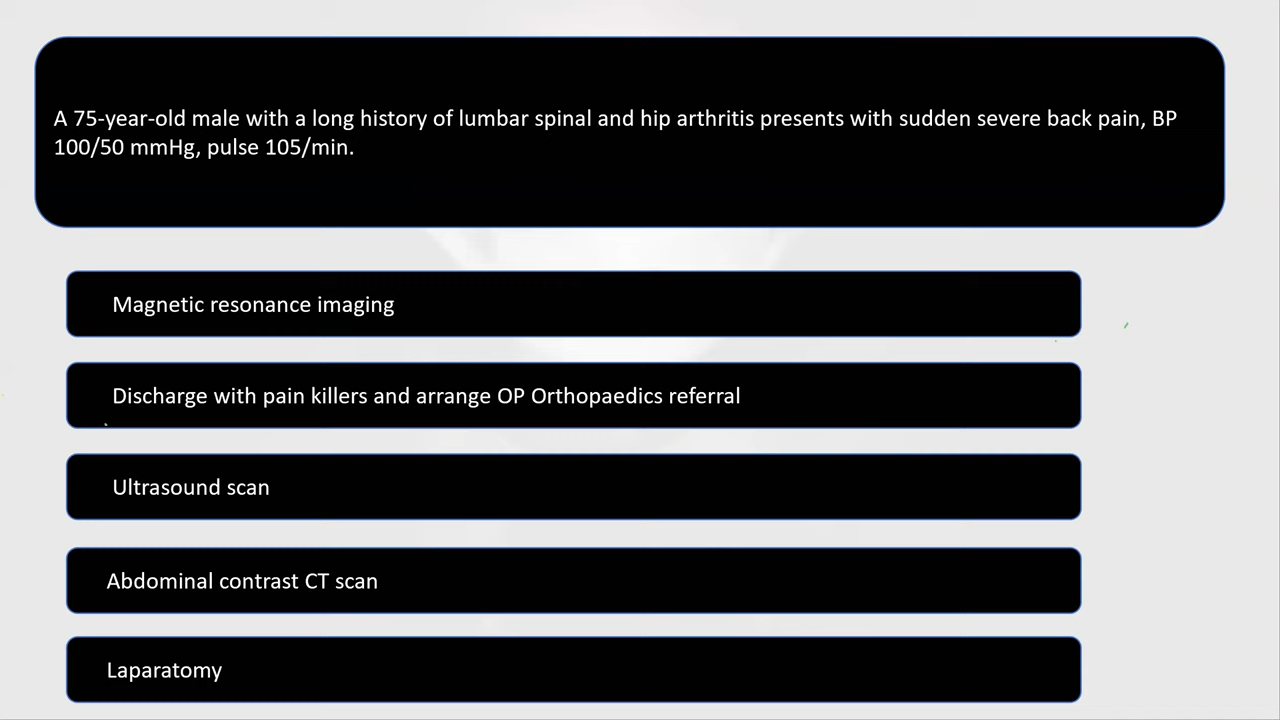 A 75-year-old male with a long history of lumbar spinal and hip arthritis presents with sudden severe back pain, BP
100/50 mmHg, pulse 105/min.
Magnetic resonance imaging
Discharge with pain killers and arrange OP Orthopaedics referral
Ultrasound scan
Abdominal contrast CT scan
Laparatomy